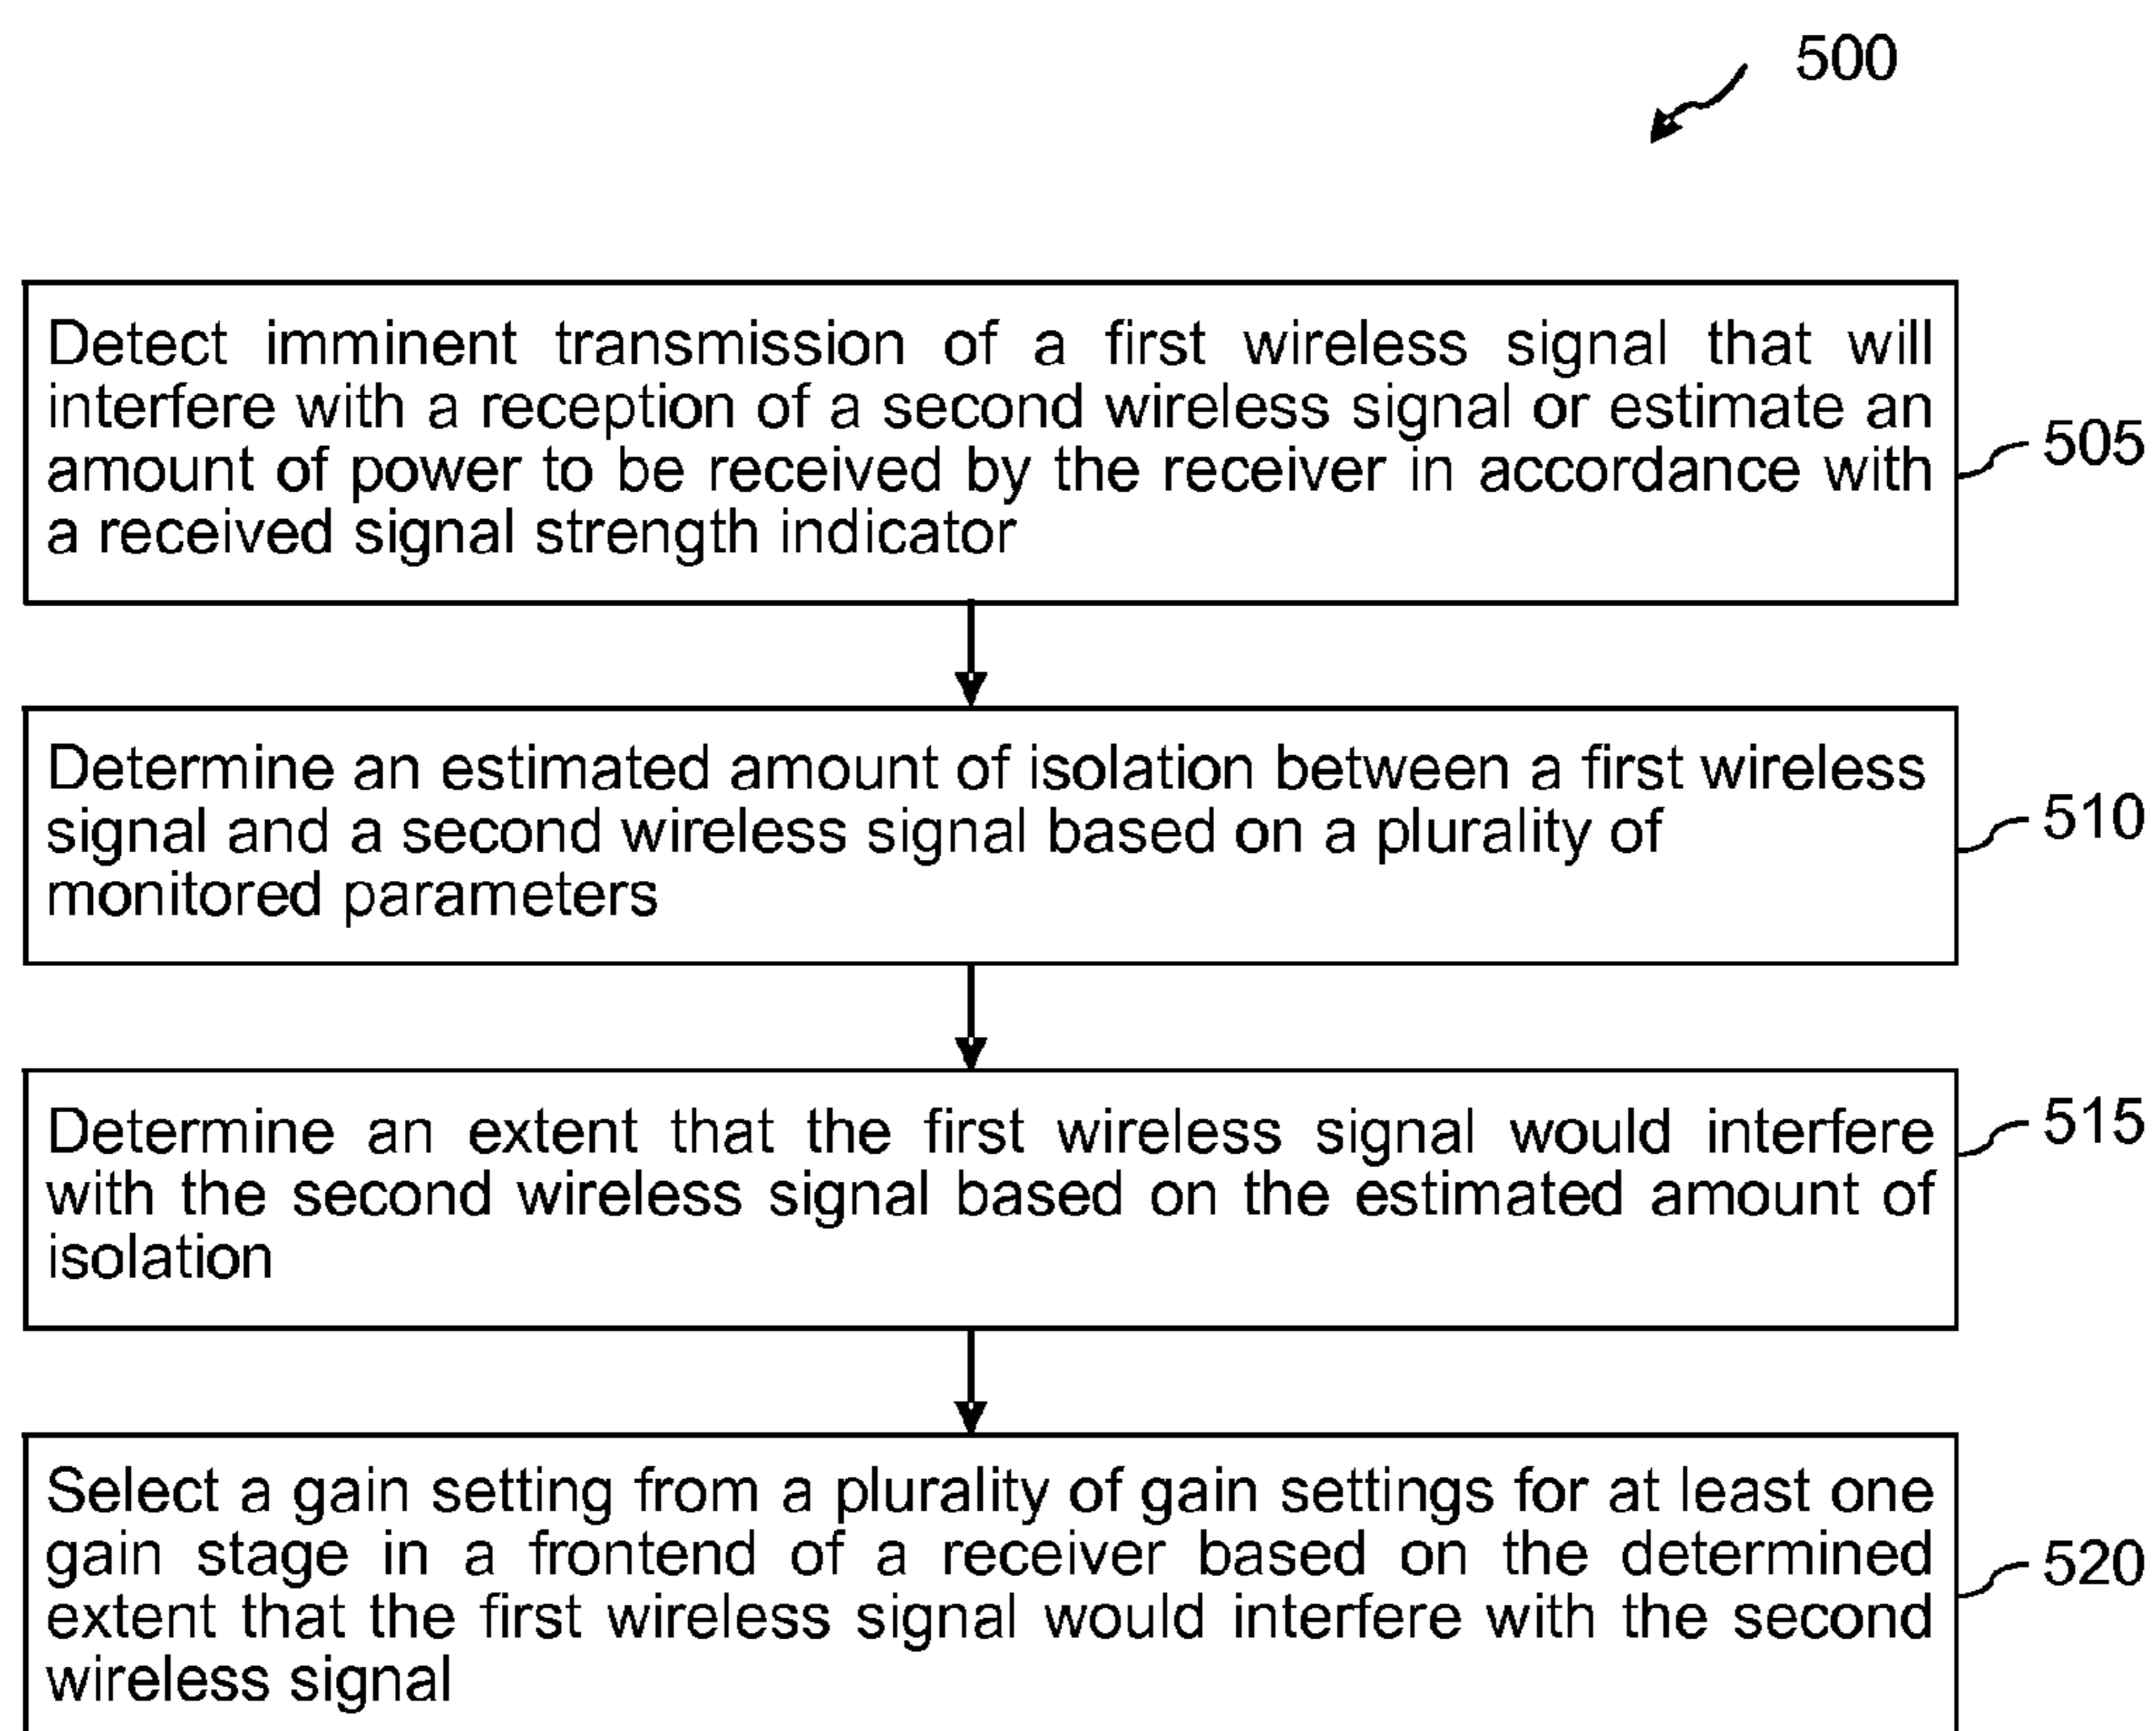 500
Detect imminent transmission of a first wireless signal that will
interfere with a reception of a second wireless signal or estimate an
amount of power to be received by the receiver in accordance with
a received signal strength indicator
505
Determine an estimated amount of isolation between a first wireless
signal and a second wireless signal based on a plurality of
monitored parameters
510
Determine an extent that the first wireless signal would interfere
with the second wireless signal based on the estimated amount of
isolation
515
Select a gain setting from a plurality of gain settings for at least one
gain stage in a frontend of a receiver based on the determined
extent that the first wireless signal would interfere with the second
wireless signal
520